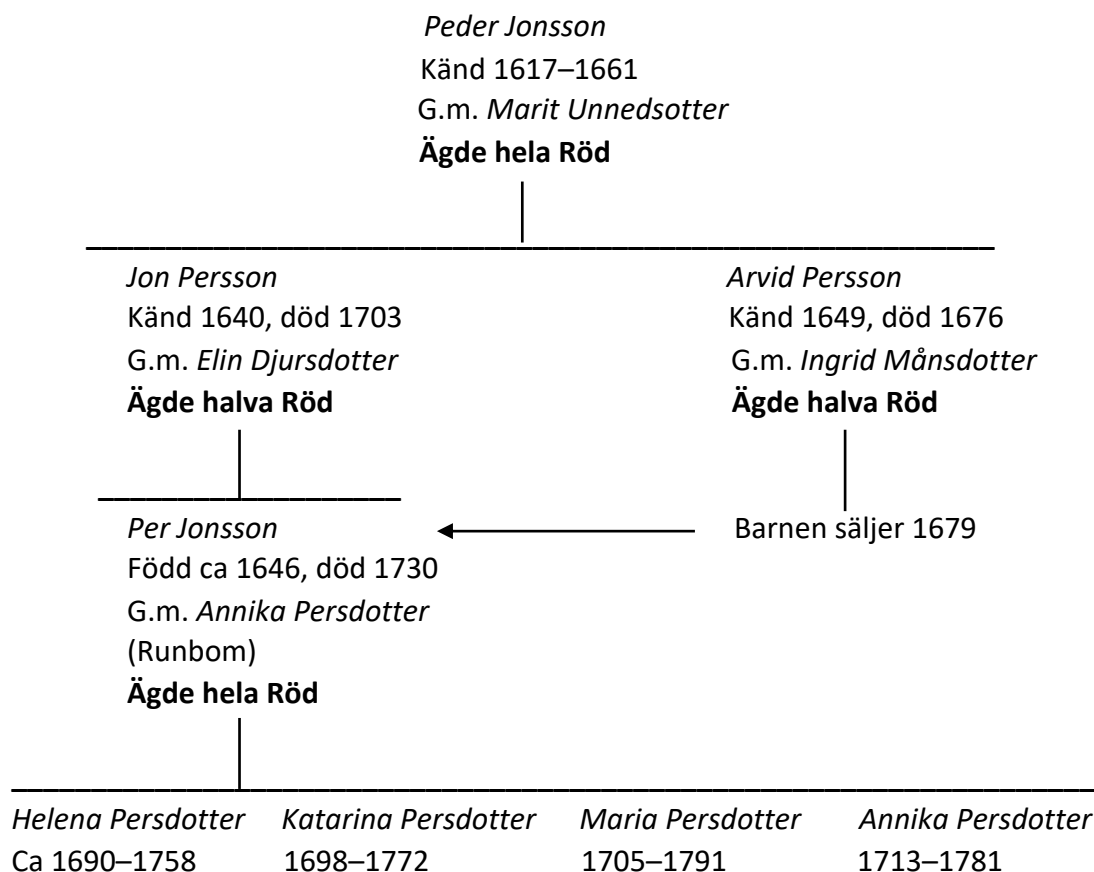 Peder Jonsson
Känd 1617–1661
G.m. Marit Unnedsotter
Ägde hela Röd
Jon Persson
Känd 1640, död 1703
G.m. Elin Djursdotter
Ägde halva Röd
Arvid Persson
Känd 1649, död 1676
G.m. Ingrid Månsdotter
Ägde halva Röd
Per Jonsson
Född ca 1646, död 1730
G.m. Annika Persdotter
(Runbom)
Ägde hela Röd
Barnen säljer 1679
Helena Persdotter
Ca 1690–1758
Katarina Persdotter
1698–1772
Maria Persdotter
1705–1791
Annika Persdotter
1713–1781